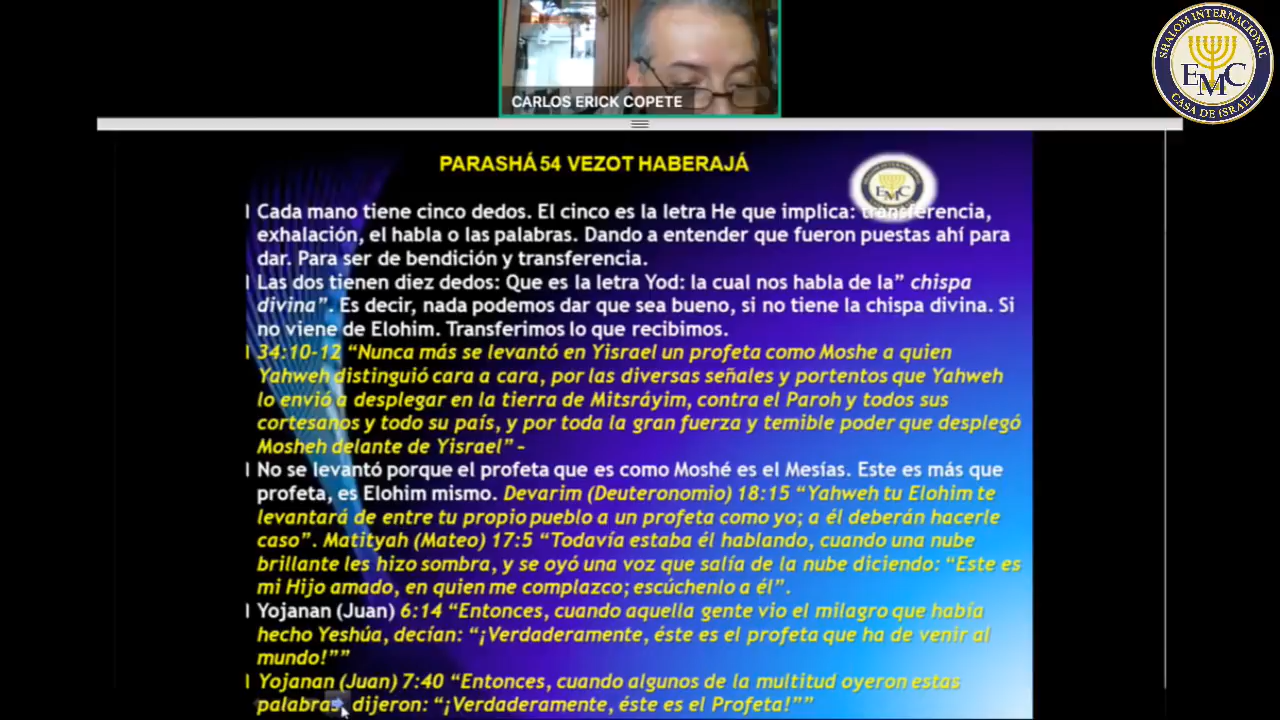 CARLOS ERICK COPETE
SHALOM INTERNACIONAL
EMC
CASA DE ISRAEL
PARASHÁ 54 VEZOT HABERAJÁ
EMC
Cada mano tiene cinco dedos. El cinco es la letra He que implica: transferencia,
exhalación, el habla o las palabras. Dando a entender que fueron puestas ahí para
dar. Para ser de bendición y transferencia.
Las dos tienen diez dedos: Que es la letra Yod: la cual nos habla de la” chispa
divina”. Es decir, nada podemos dar que sea bueno, si no tiene la chispa divina. Si
no viene de Elohim. Transferimos lo que recibimos.
34:10-12 “Nunca más se levantó en Yisrael un profeta como Moshe a quien
Yahweh distinguió cara a cara, por las diversas señales y portentos que Yahweh
lo envió a desplegar en la tierra de Mitsráyim, contra el Paroh y todos sus
cortesanos y todo su país, y por toda la gran fuerza y temible poder que desplegó
Mosheh delante de Yisrael” –
No se levantó porque el profeta que es como Moshé es el Mesías. Este es más que
profeta, es Elohim mismo. Devarim (Deuteronomio) 18:15 “Yahweh tu Elohim te
levantará de entre tu propio pueblo a un profeta como yo; a él deberán hacerle
caso”. Matityah (Mateo) 17:5 “Todavía estaba él hablando, cuando una nube
brillante les hizo sombra, y se oyó una voz que salía de la nube diciendo: “Este es
mi Hijo amado, en quien me complazco; escúchenlo a él”.
Yojanan (Juan) 6:14 “Entonces, cuando aquella gente vio el milagro que había
hecho Yeshúa, decían: “¡Verdaderamente, éste es el profeta que ha de venir al
mundo!””
Yojanan (Juan) 7:40 “Entonces, cuando algunos de la multitud oyeron estas
palabras, dijeron: “¡Verdaderamente, éste es el Profeta!””